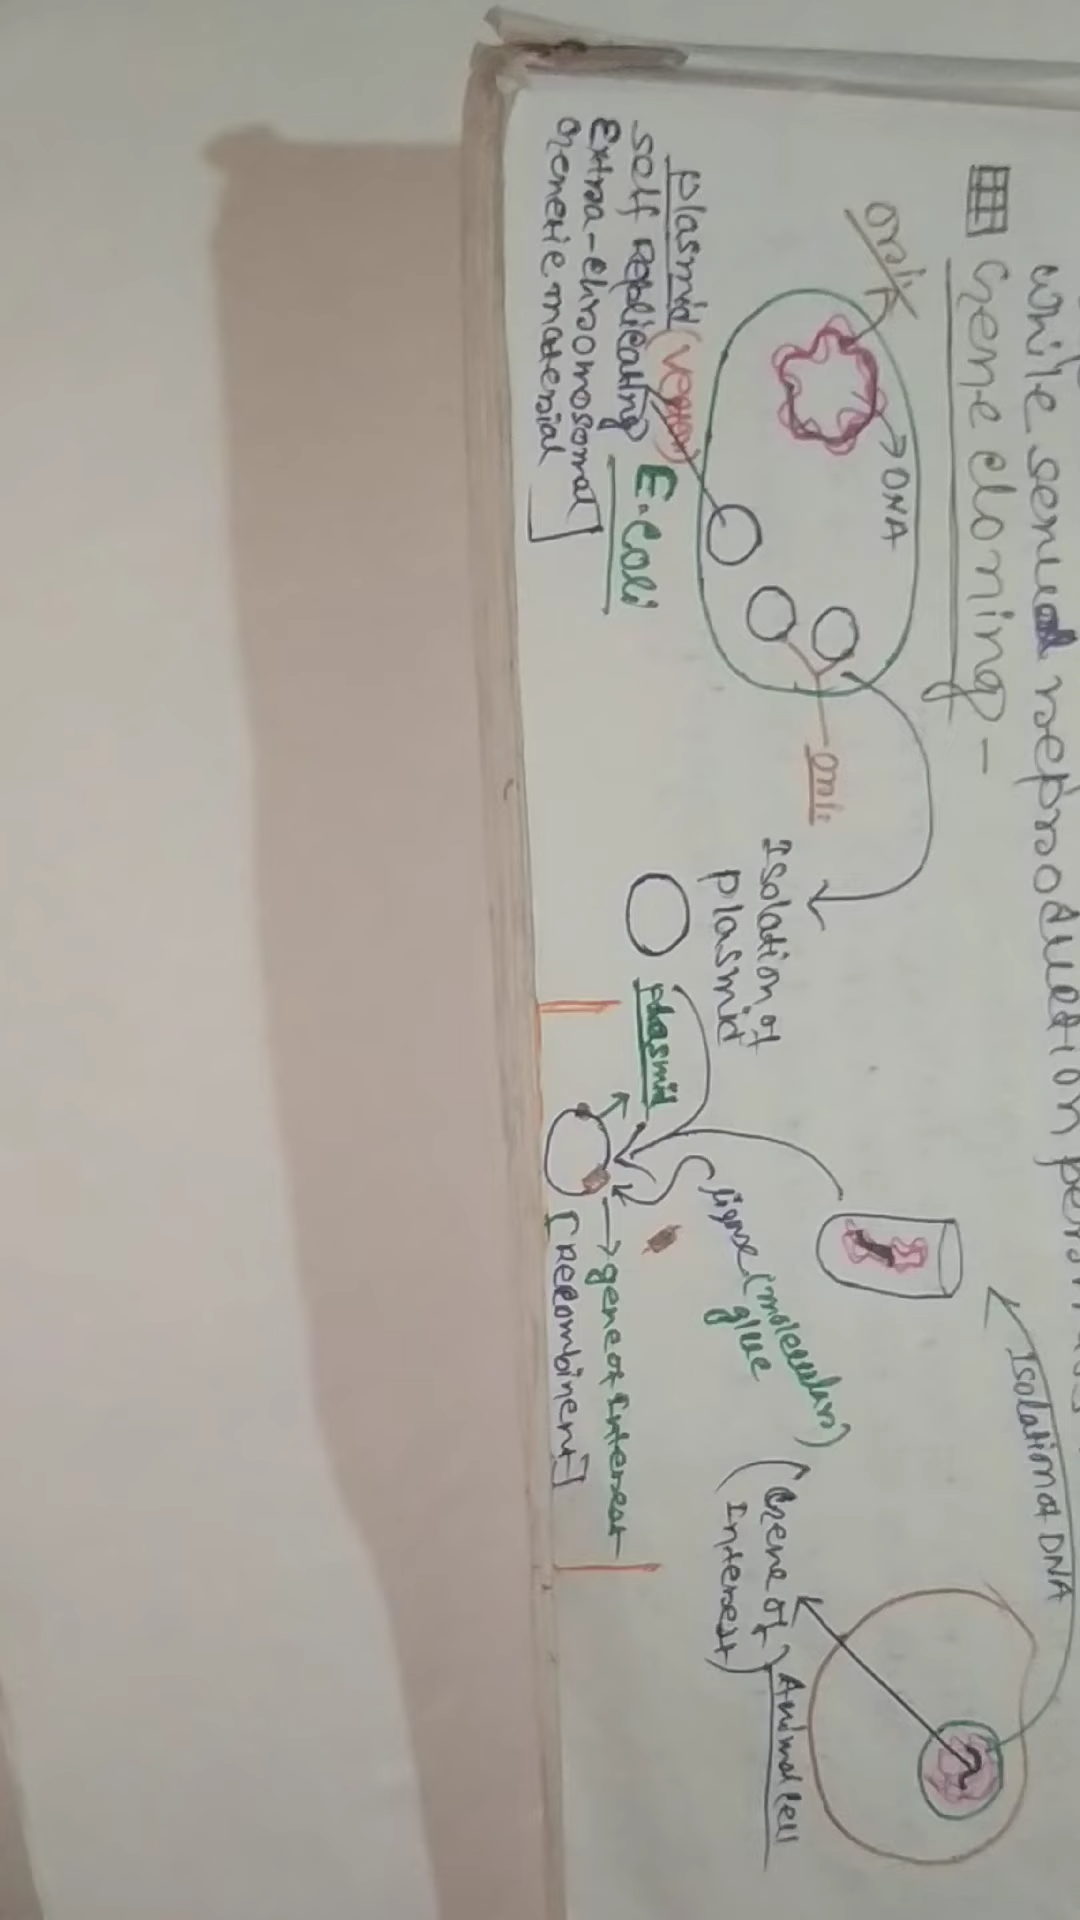 while sexual reproduction
Gene cloning -
ori
DNA
ori
plasmid (vector)
self Replicating
Extra-chromosomal
Genetic material
E-Coli
Isolation of
plasmid
plasmid
ligase (molecular)
glue
gene of Interest
[Recombinent]
Isolation of DNA
(Gene of
Interest)
Animal Cell